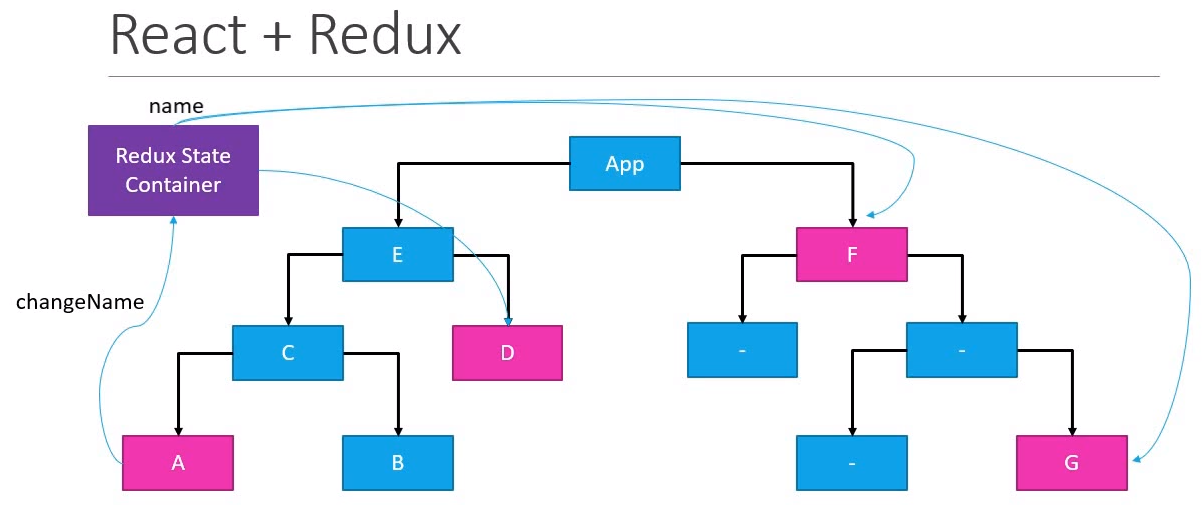 React + Redux
name
Redux State
Container
App
E
F
changeName
C
D
-
-
A
B
-
G